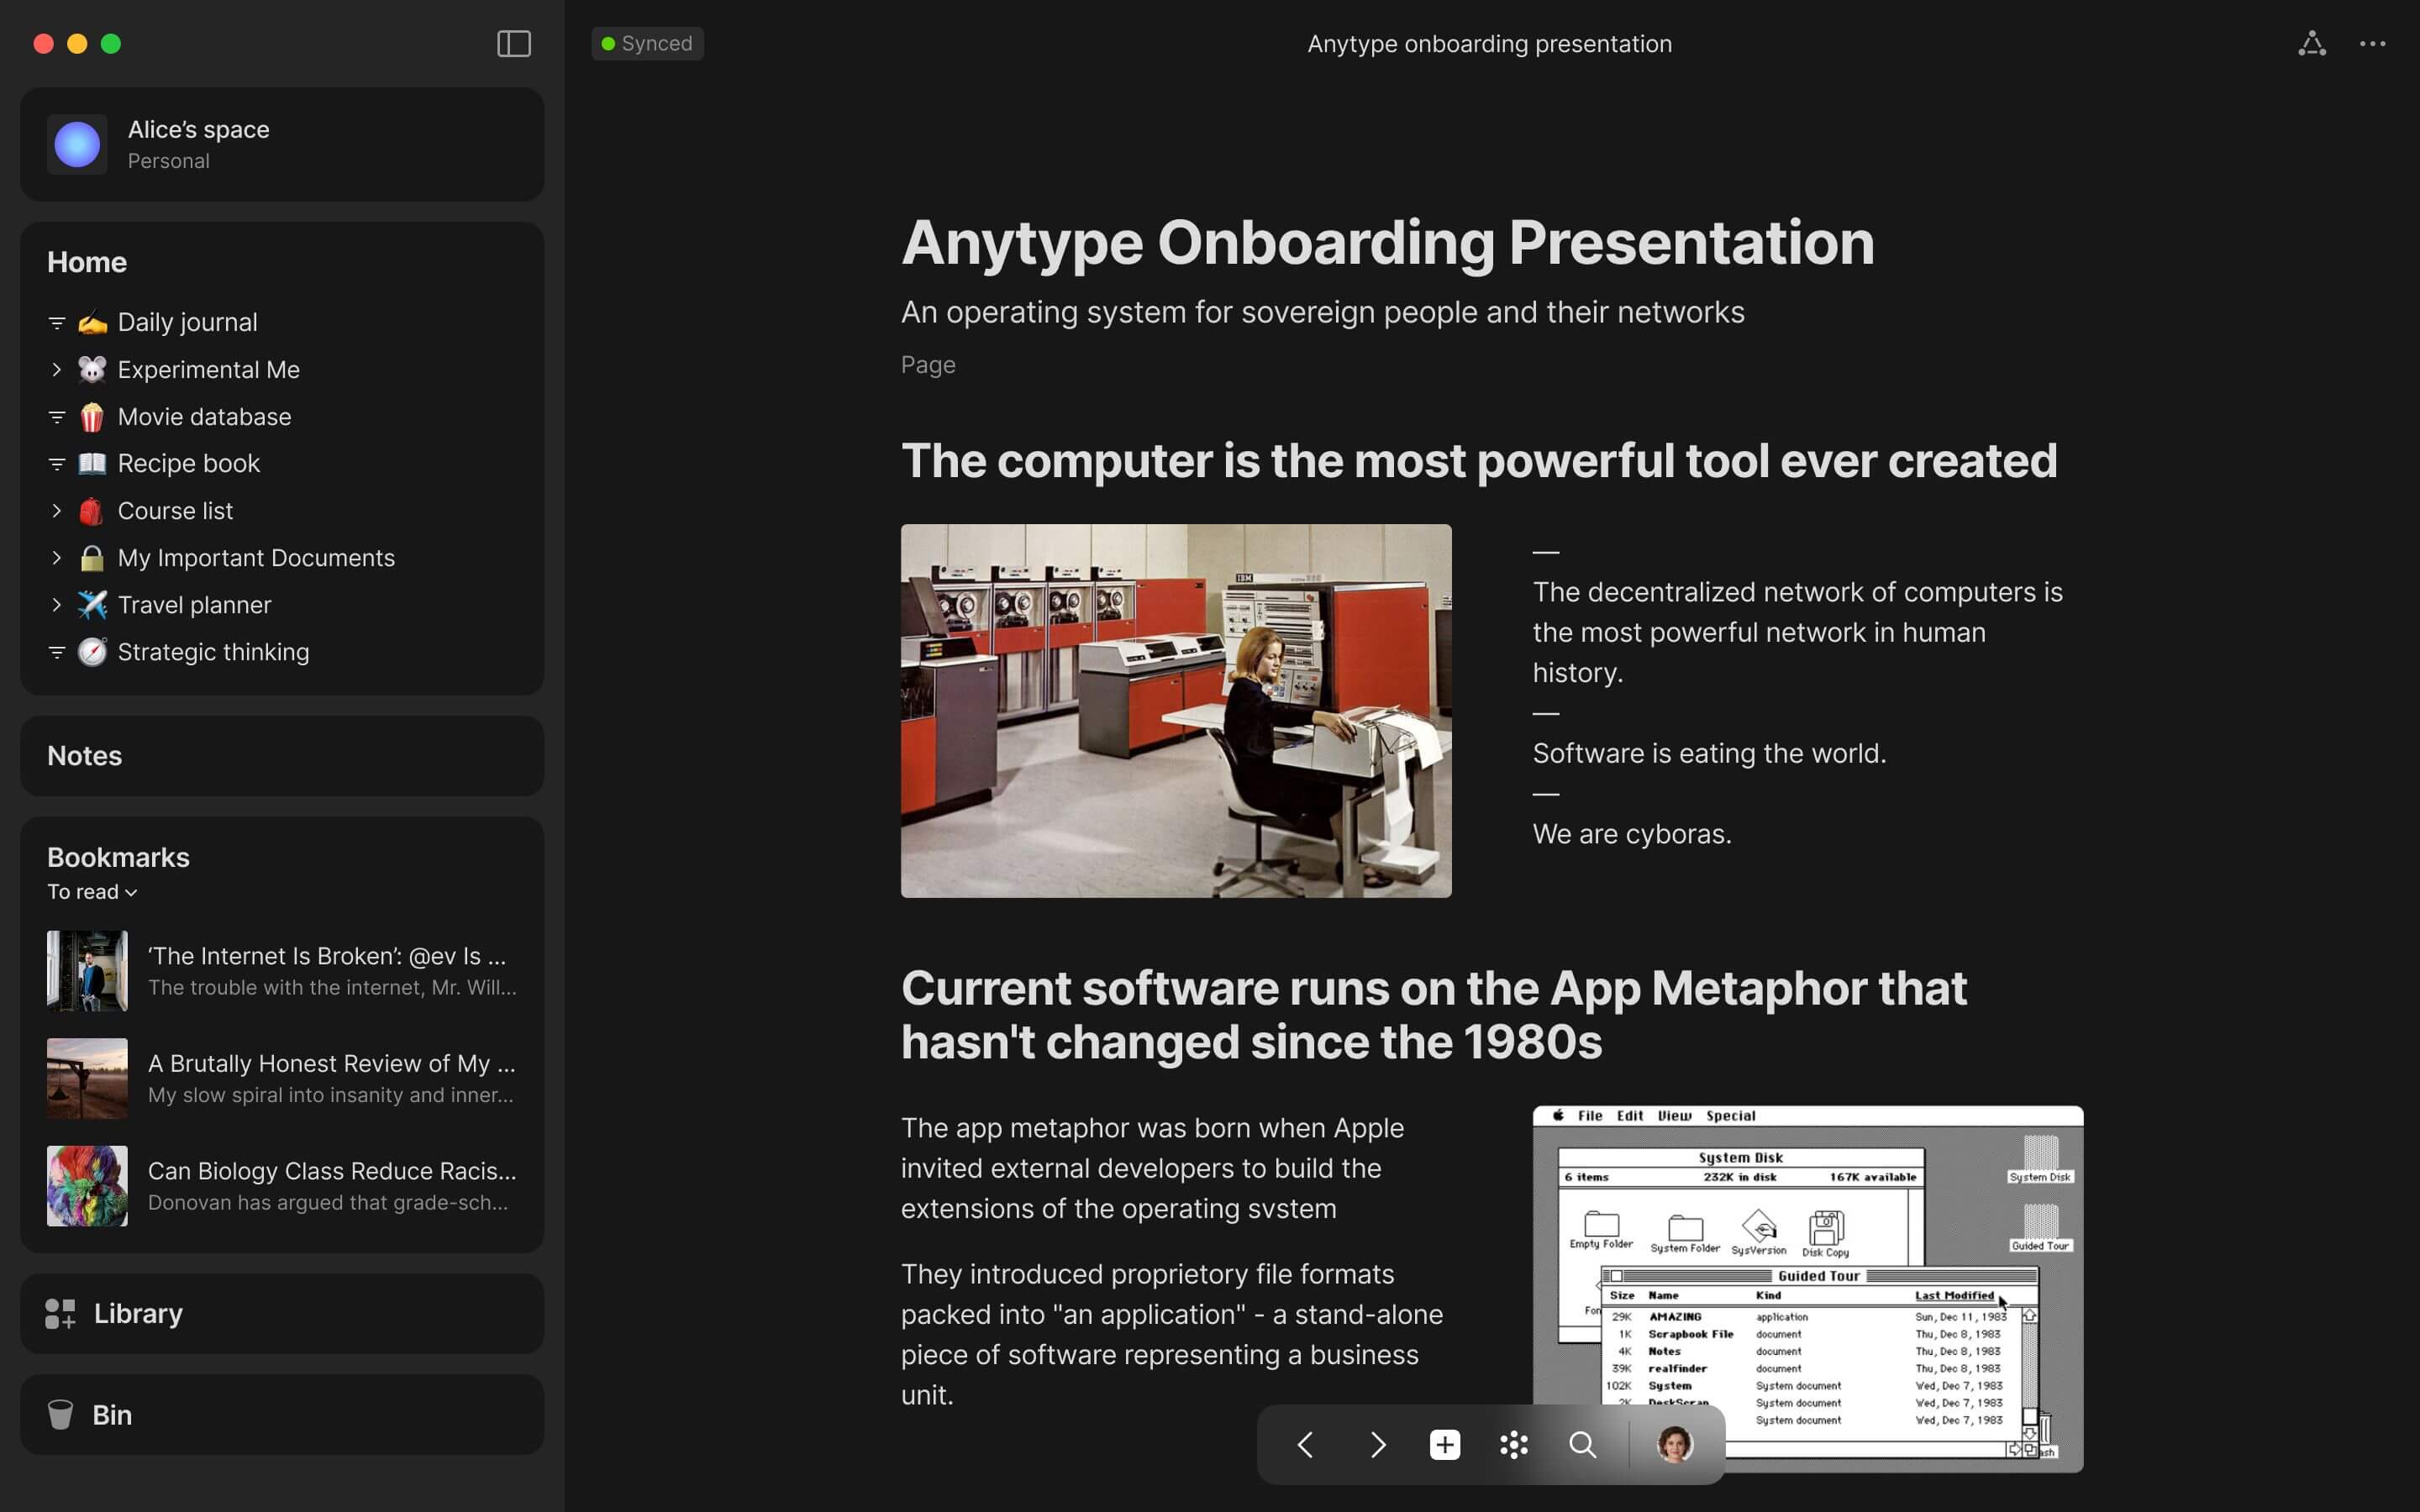 Synced
Anytype onboarding presentation
Alice’s space
Personal
Home
Daily journal
Experimental Me
Movie database
Recipe book
Course list
My Important Documents
Travel planner
Strategic thinking
Notes
Bookmarks
To read
‘The Internet Is Broken’: @ev Is ...
The trouble with the internet, Mr. Will...
A Brutally Honest Review of My ...
My slow spiral into insanity and inner...
Can Biology Class Reduce Racis...
Donovan has argued that grade-sch...
Library
Bin
Anytype Onboarding Presentation
An operating system for sovereign people and their networks
Page
The computer is the most powerful tool ever created
IBM
—
The decentralized network of computers is
the most powerful network in human
history.
—
Software is eating the world.
—
We are cyboras.
Current software runs on the App Metaphor that
hasn't changed since the 1980s
The app metaphor was born when Apple
invited external developers to build the
extensions of the operating svstem
They introduced proprietory file formats
packed into "an application" - a stand-alone
piece of software representing a business
unit.
File Edit View Special
System Disk
6 items 232K in disk 167K available
Empty Folder System Folder SysVersion Disk Copy
System Disk
Guided Tour
Fon
Guided Tour
Size Name Kind Last Modified
29K AMAZING application Sun, Dec 11, 1983
1K Scrapbook File document Thu, Dec 8, 1983
4K Notes document Thu, Dec 8, 1983
39K realfinder document Thu, Dec 8, 1983
102K System System document Wed, Dec 7, 1983
2K DeskScrap System document Wed, Dec 7, 1983
System document Wed, Dec 7, 1983
ash